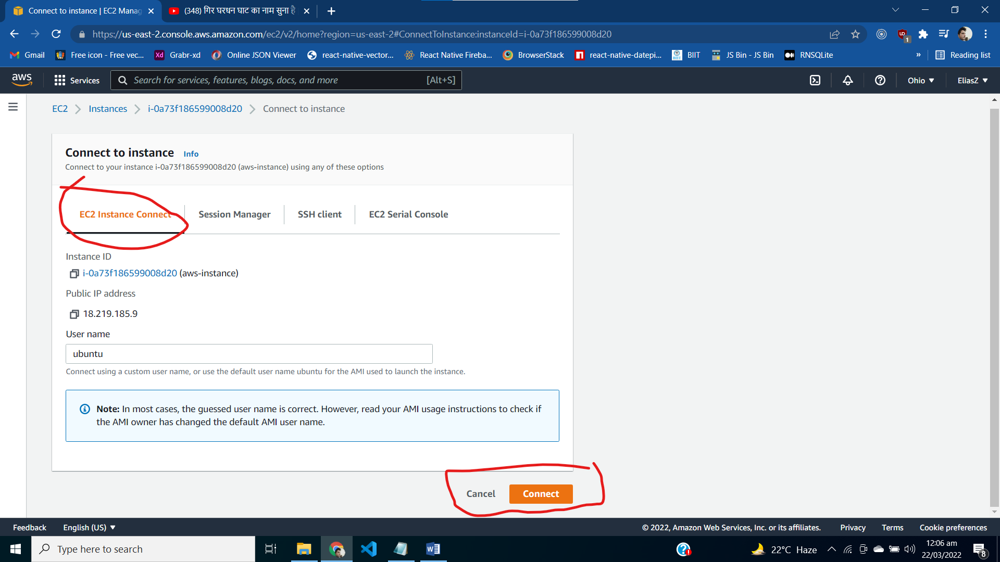 Connect to instance | EC2 Manag
(348) गिर घरधन घाट का नाम सुना है
https://us-east-2.console.aws.amazon.com/ec2/v2/home?region=us-east-2#ConnectToInstance:instanceId=i-0a73f186599008d20
1
Gmail
Free icon - Free vec...
Xd Grabr-xd
Online JSON Viewer
react-native-vector...
React Native Fireba...
BrowserStack
react-native-datepi...
BIIT
JS Bin - JS Bin
RNSQLite
»
Reading list
aws
Services
Search for services, features, blogs, docs, and more [Alt+S]
Ohio
EliasZ
EC2 > Instances > i-0a73f186599008d20 > Connect to instance
Connect to instance Info
Connect to your instance i-0a73f186599008d20 (aws-instance) using any of these options
EC2 Instance Connect
Session Manager
SSH client
EC2 Serial Console
Instance ID
i-0a73f186599008d20 (aws-instance)
Public IP address
18.219.185.9
User name
ubuntu
Connect using a custom user name, or use the default user name ubuntu for the AMI used to launch the instance.
Note: In most cases, the guessed user name is correct. However, read your AMI usage instructions to check if
the AMI owner has changed the default AMI user name.
Cancel
Connect
Feedback
English (US)
© 2022, Amazon Web Services, Inc. or its affiliates.
Privacy
Terms
Cookie preferences
Type here to search
22°C Haze
12:06 am
22/03/2022
8